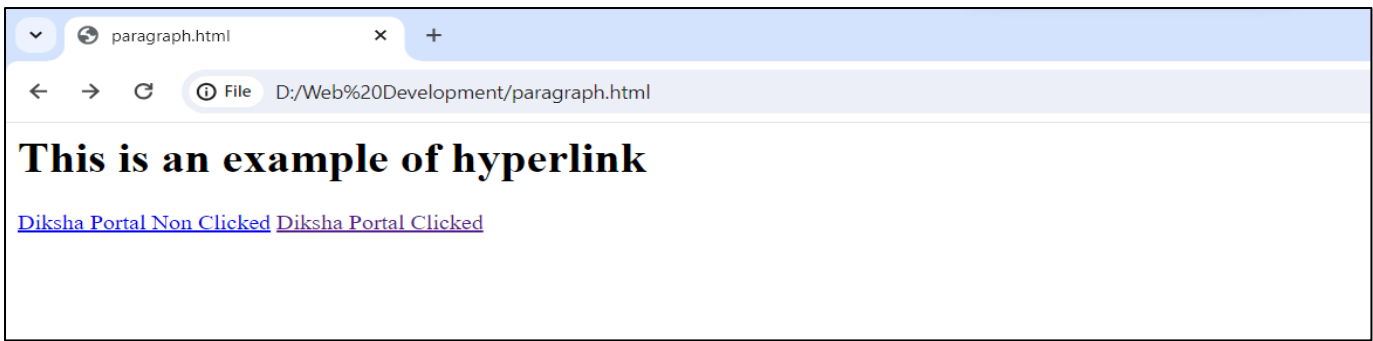 paragraph.html
File D:/Web%20Development/paragraph.html
This is an example of hyperlink
Diksha Portal Non Clicked Diksha Portal Clicked